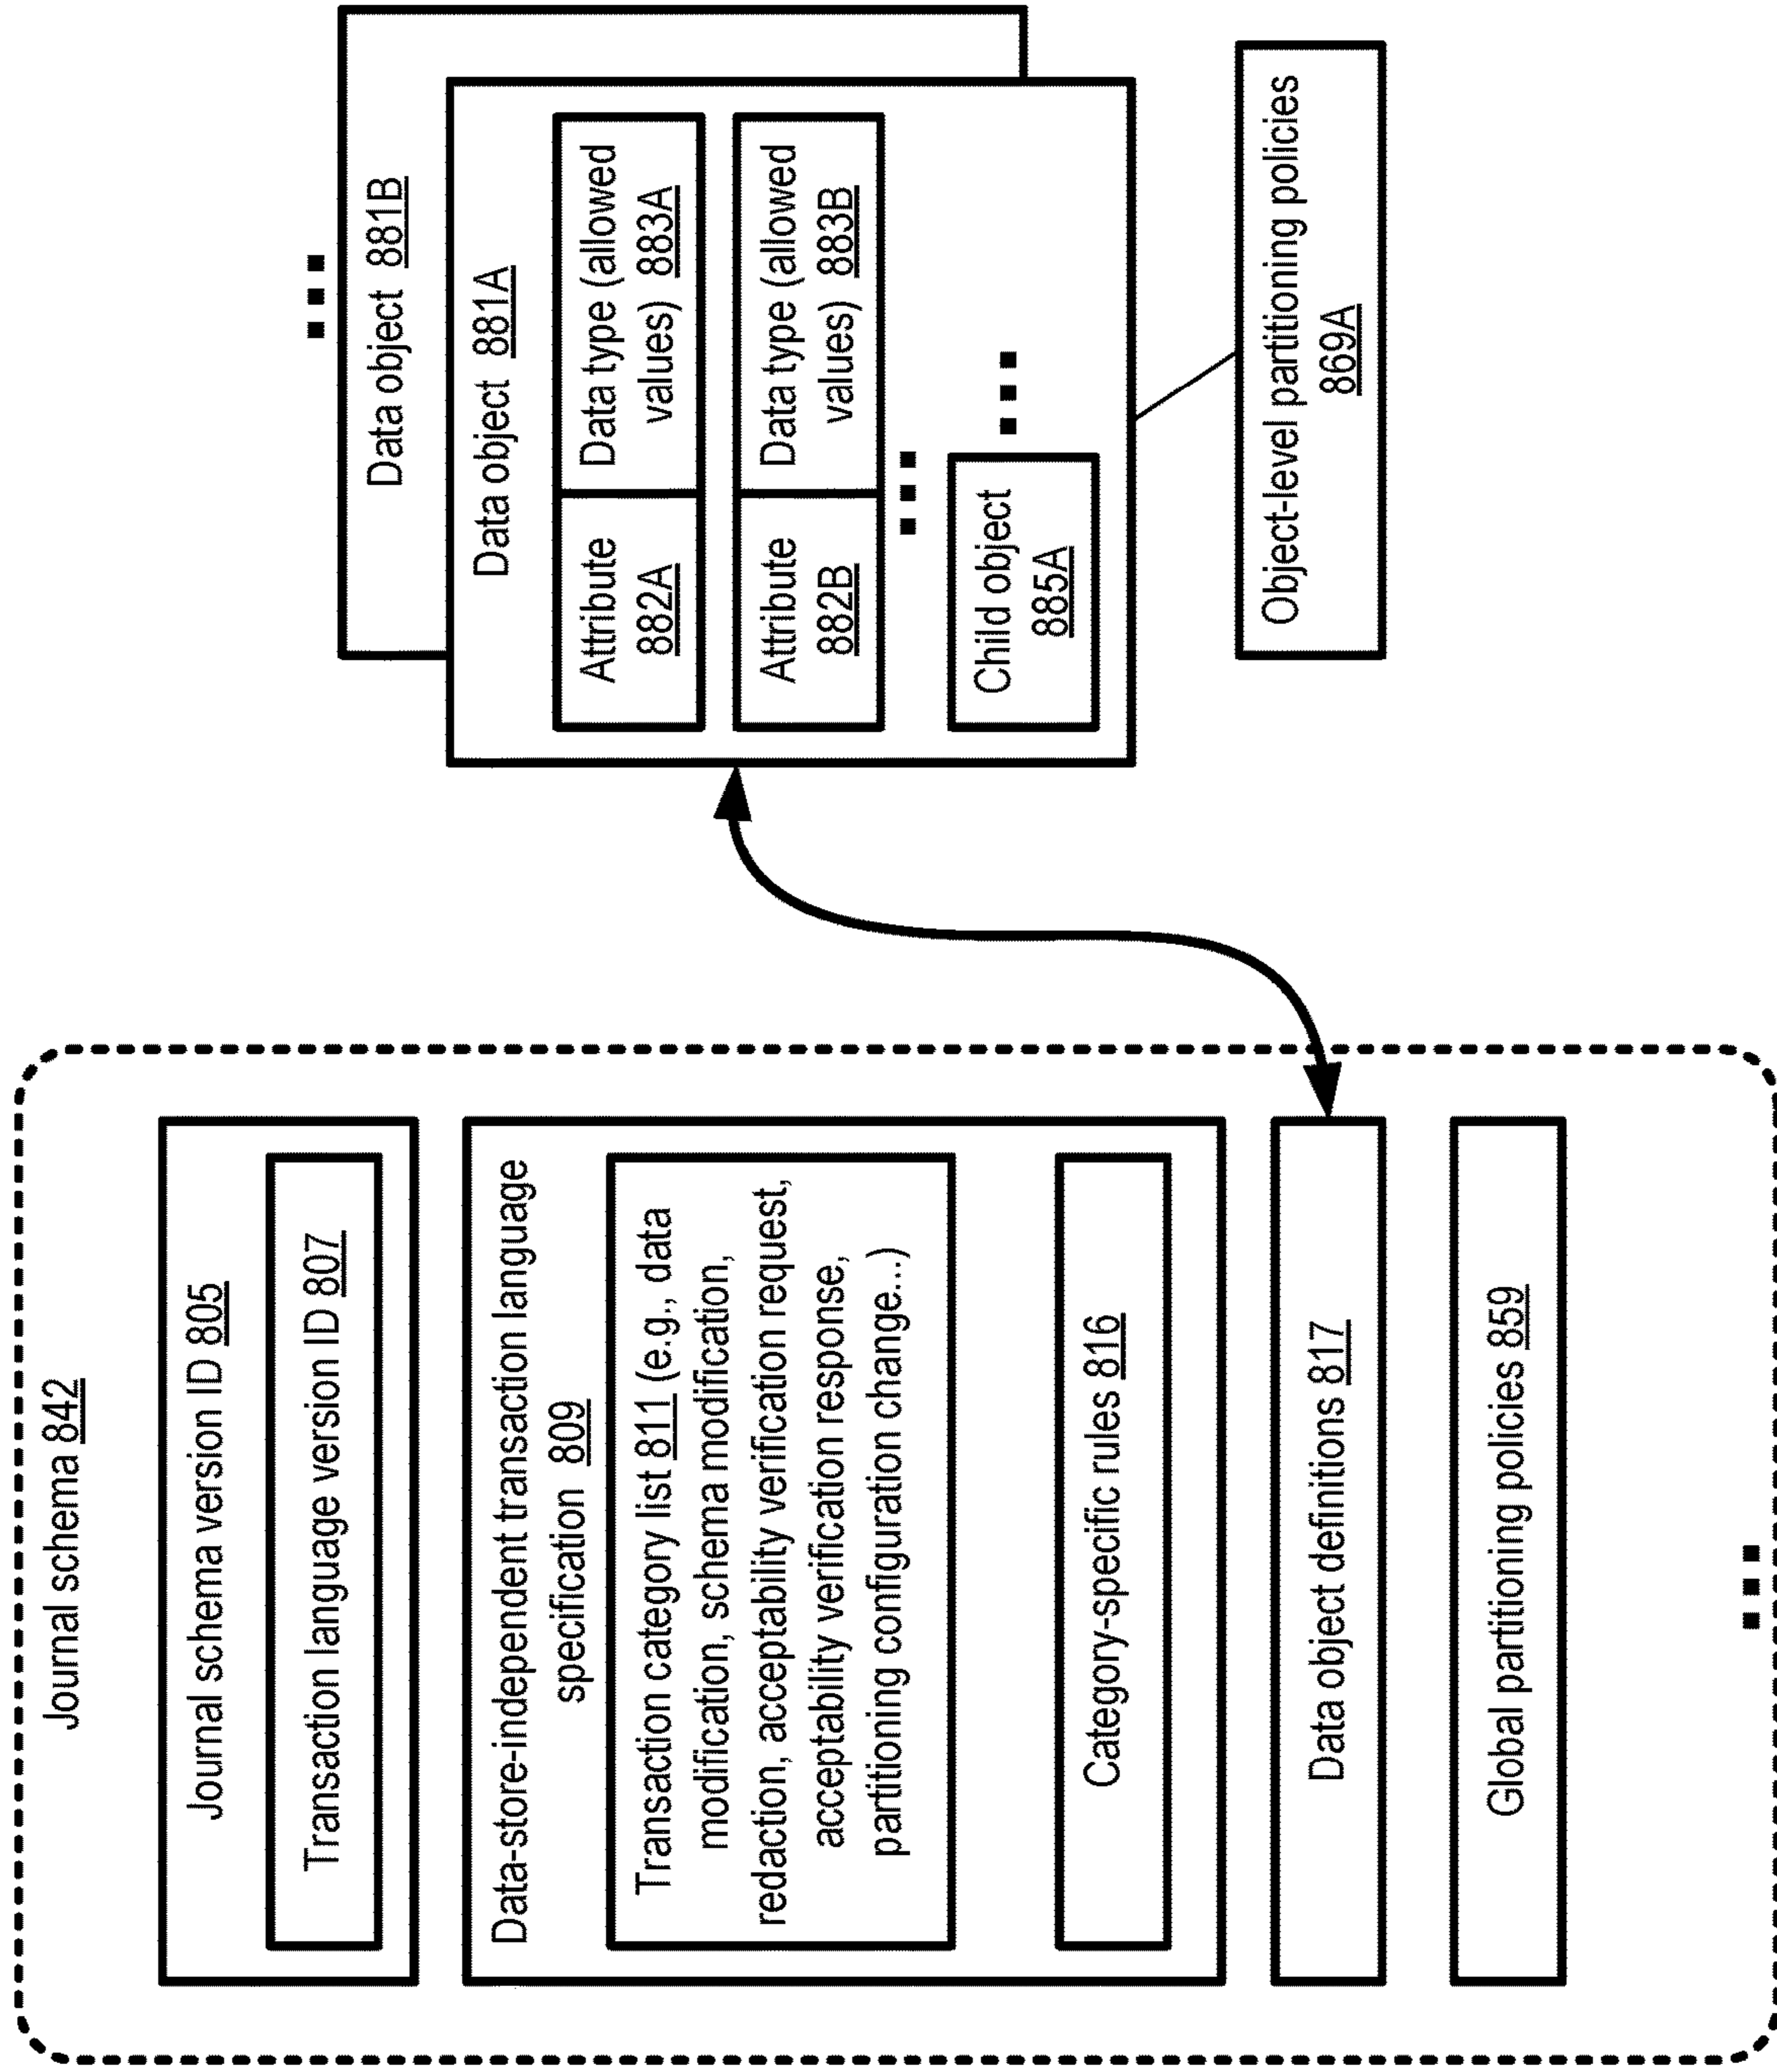 Journal schema 842
Journal schema version ID 805
Transaction language version ID 807
Data-store-independent transaction language
specification 809
Transaction category list 811 (e.g., data
modification, schema modification,
redaction, acceptability verification request,
acceptability verification response,
partitioning configuration change...)
Category-specific rules 816
Data object definitions 817
Global partitioning policies 859
Data object 881B
Data object 881A
Attribute
882A
Data type (allowed
values) 883A
Attribute
882B
Data type (allowed
values) 883B
Child object
885A
Object-level partitioning policies
869A